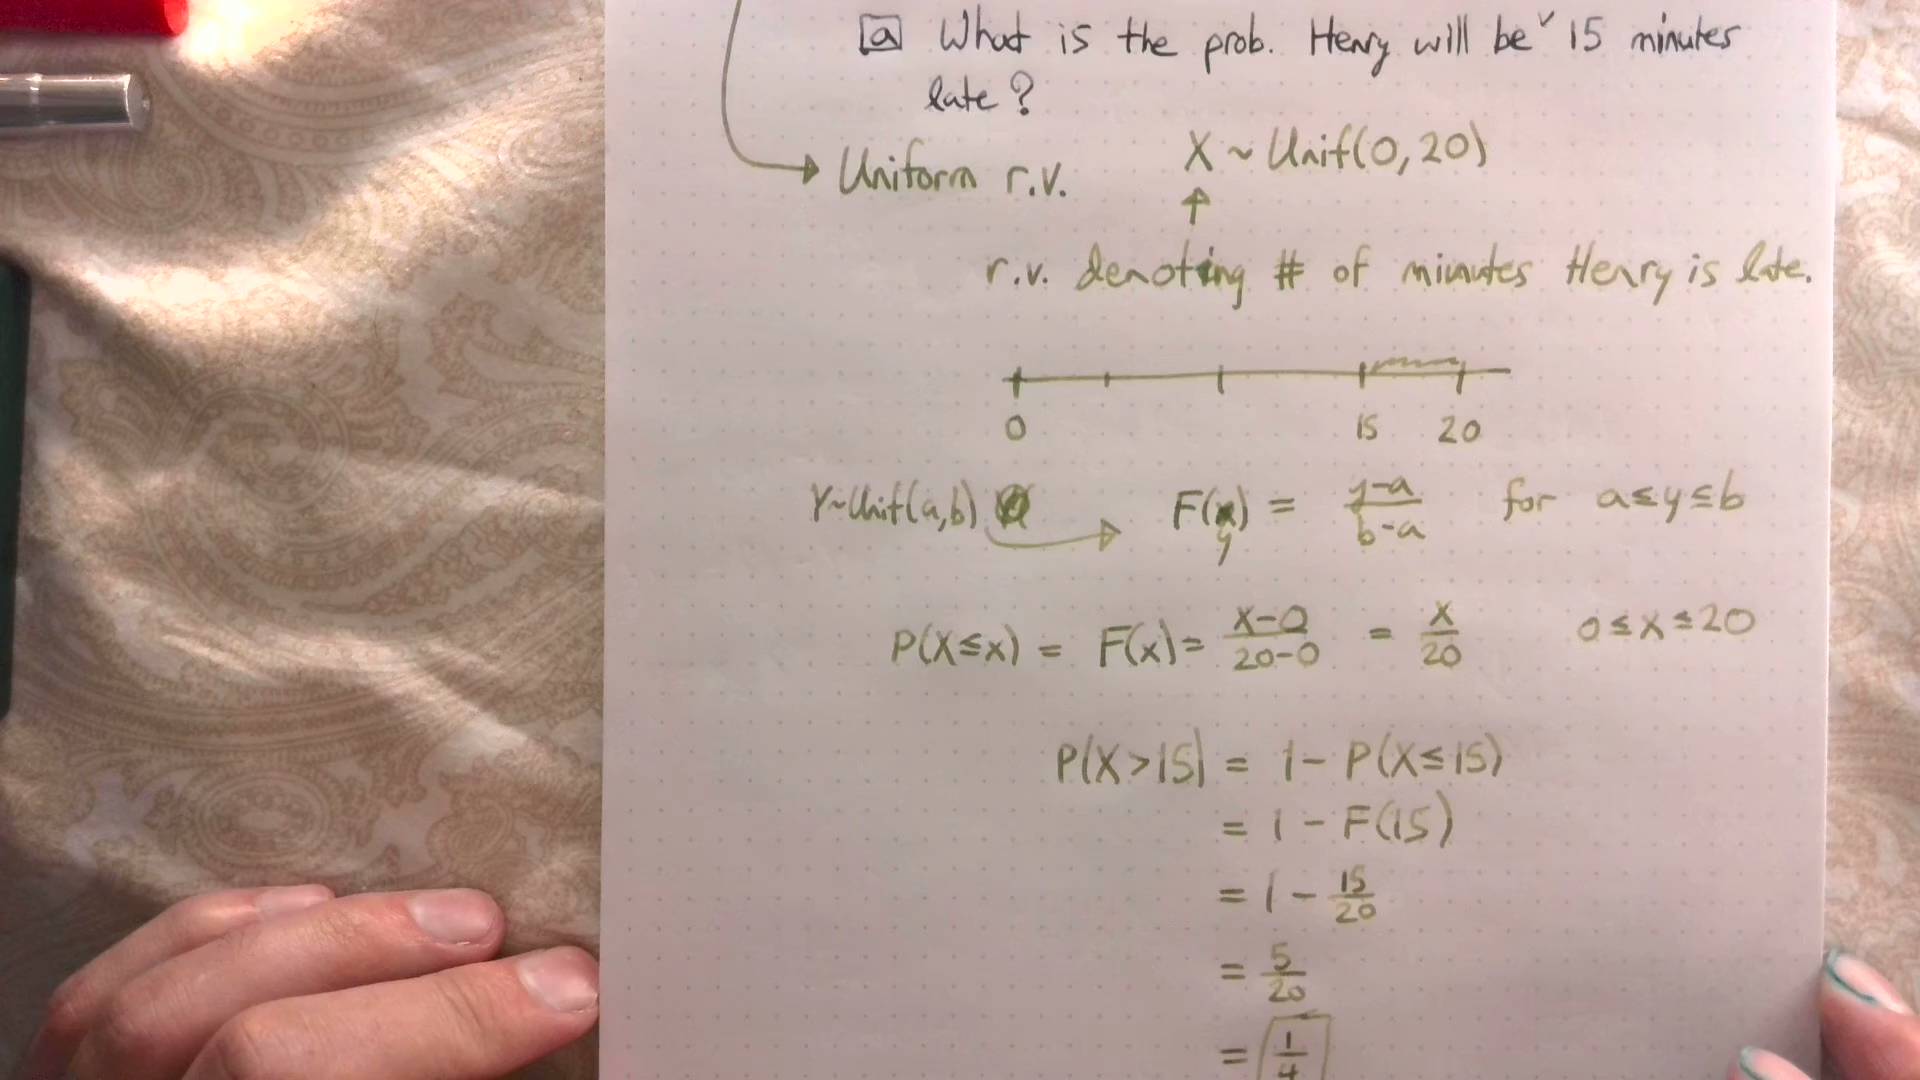 a What is the prob. Henry will be ˅ 15 minutes
late?
Uniform r.v. X ~ Unif(0, 20)
r.v. denoting # of minutes Henry is late.
0 15 20
Y~Unif(a,b) F(y) = y-a / b-a for a≤y≤b
P(X≤x) = F(x) = x-0 / 20-0 = x / 20 0≤x≤20
P(X>15) = 1 - P(X≤15)
= 1 - F(15)
= 1 - 15/20
= 5/20
= 1/4